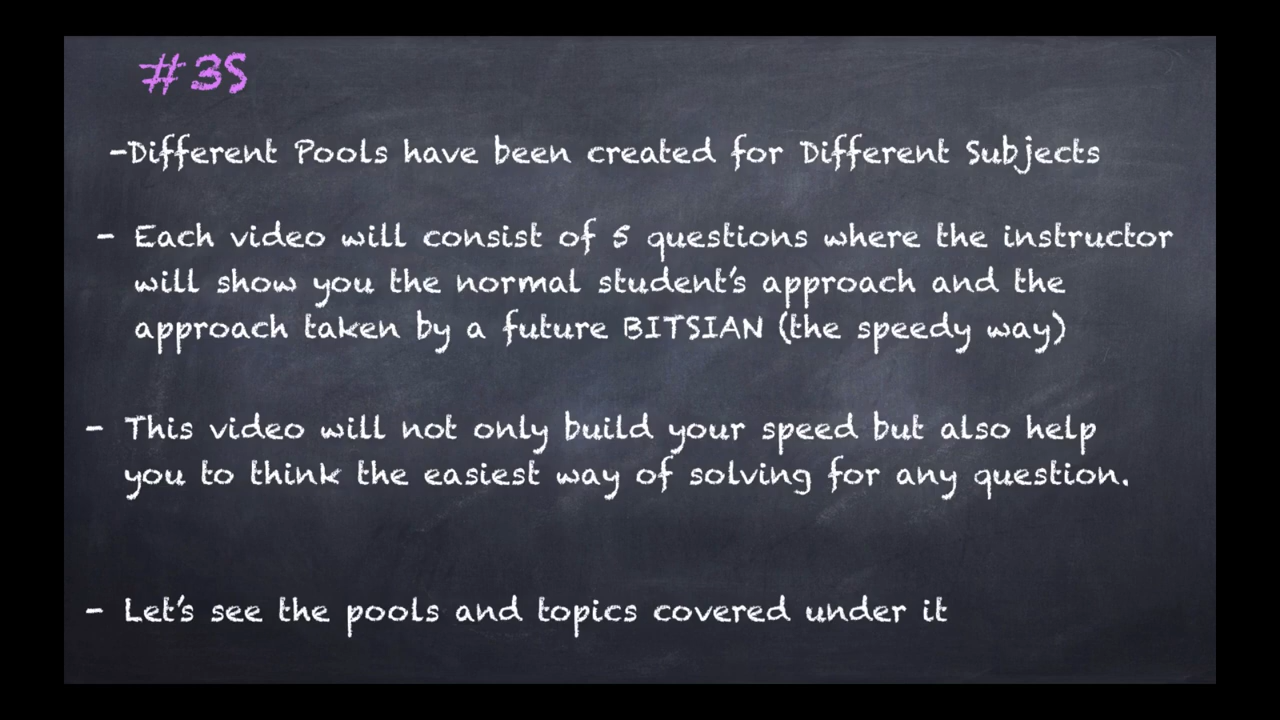 #3S
-Different Pools have been created for Different Subjects
- Each video will consist of 5 questions where the instructor
will show you the normal student's approach and the
approach taken by a future BITSIAN (the speedy way)
- This video will not only build your speed but also help
you to think the easiest way of solving for any question.
- Let's see the pools and topics covered under it